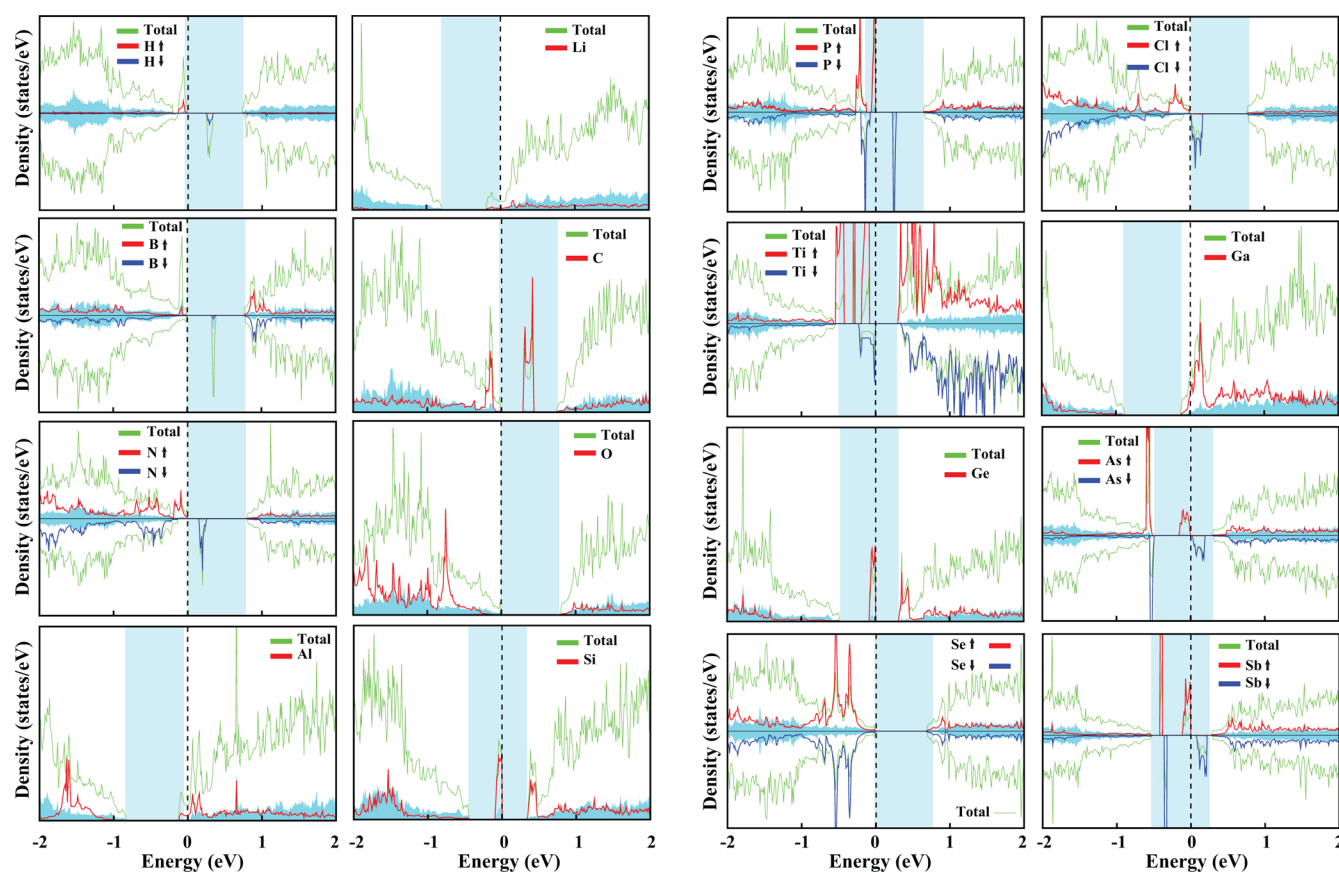 Density (states/eV)
Total
H ⬆
H ⬇
Total
Li
Density (states/eV)
Total
B ⬆
B ⬇
Total
C
Density (states/eV)
Total
N ⬆
N ⬇
Total
O
Density (states/eV)
Total
Al
Total
Si
-2 -1 0 1 2
-2 -1 0 1 2
Energy (eV)
Energy (eV)
Density (states/eV)
Total
P ⬆
P ⬇
Total
Cl ⬆
Cl ⬇
Density (states/eV)
Total
Ti ⬆
Ti ⬇
Total
Ga
Density (states/eV)
Total
Ge
Total
As ⬆
As ⬇
Density (states/eV)
Se ⬆
Se ⬇
Total
Total
Sb ⬆
Sb ⬇
-2 -1 0 1 2
-2 -1 0 1 2
Energy (eV)
Energy (eV)